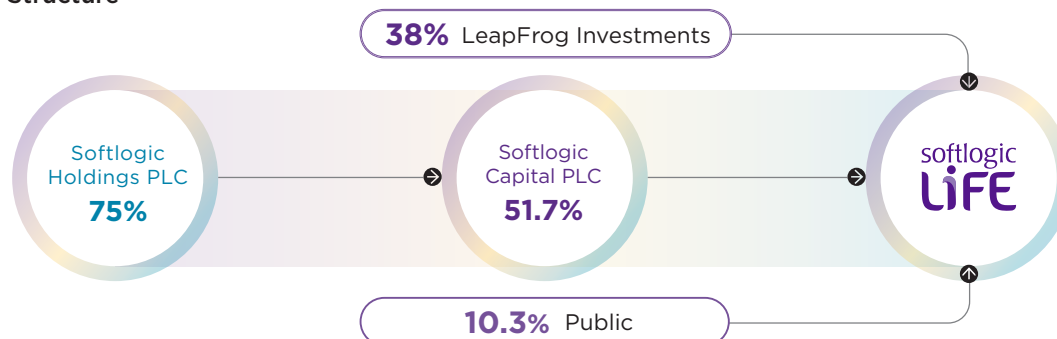 Structure
38% LeapFrog Investments
Softlogic
Holdings PLC
75%
Softlogic
Capital PLC
51.7%
softlogic
LiFE
10.3% Public